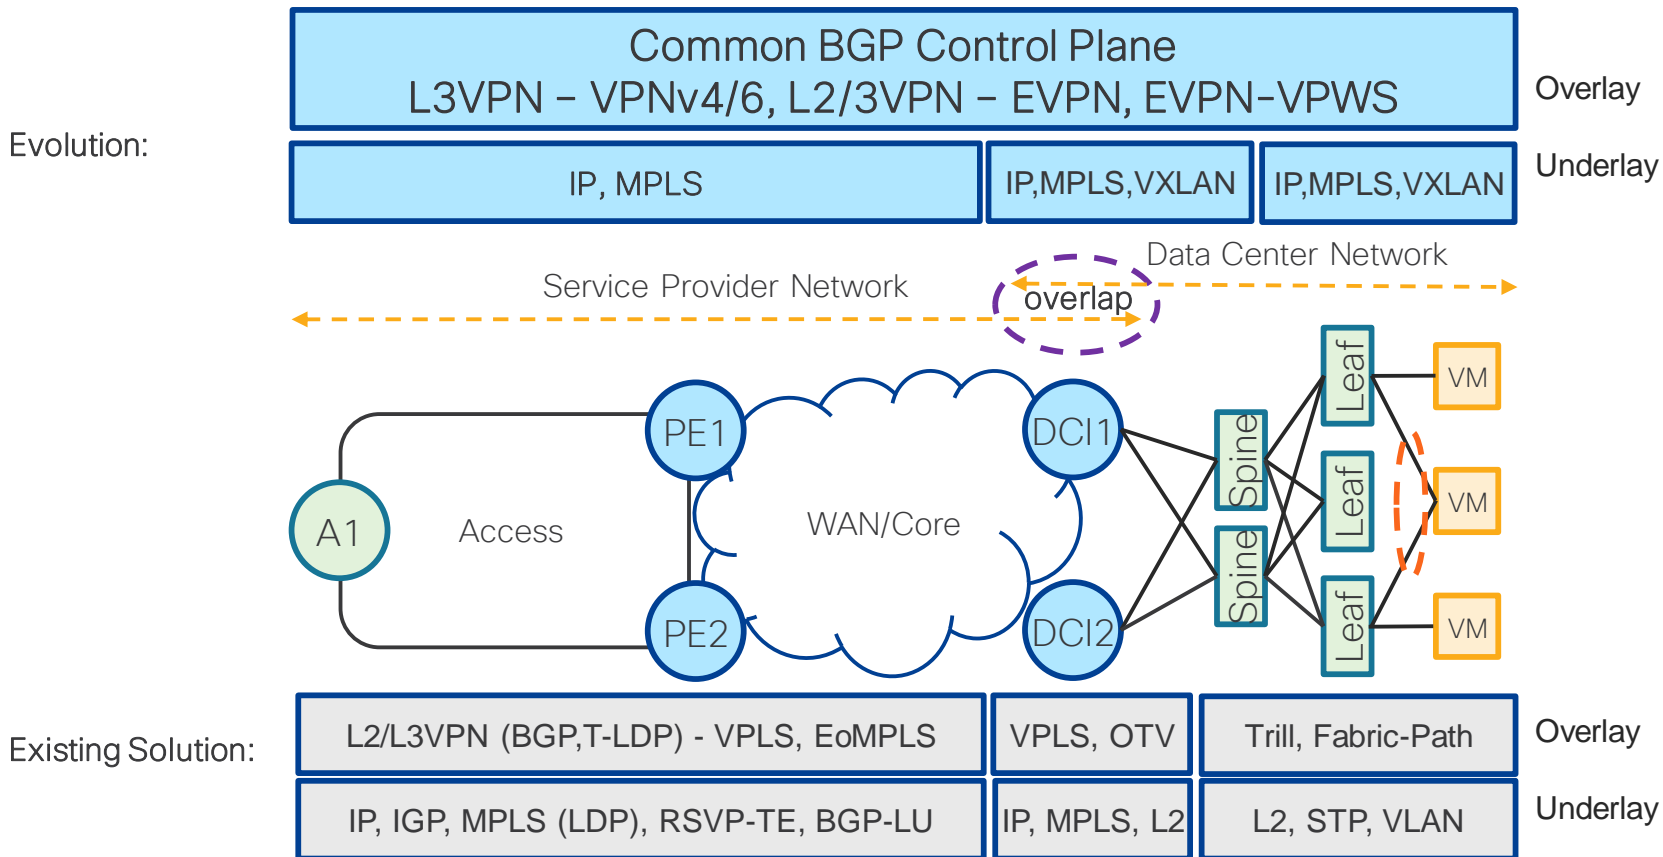 Common BGP Control Plane
L3VPN – VPNv4/6, L2/3VPN – EVPN, EVPN-VPWS
Overlay
Evolution:
IP, MPLS
IP,MPLS,VXLAN
IP,MPLS,VXLAN
Underlay
Data Center Network
Service Provider Network
overlap
Leaf
VM
PE1
DCI1
Spine
A1
Access
WAN/Core
Leaf
VM
Spine
PE2
DCI2
Leaf
VM
Existing Solution:
L2/L3VPN (BGP,T-LDP) - VPLS, EoMPLS
VPLS, OTV
Trill, Fabric-Path
Overlay
IP, IGP, MPLS (LDP), RSVP-TE, BGP-LU
IP, MPLS, L2
L2, STP, VLAN
Underlay